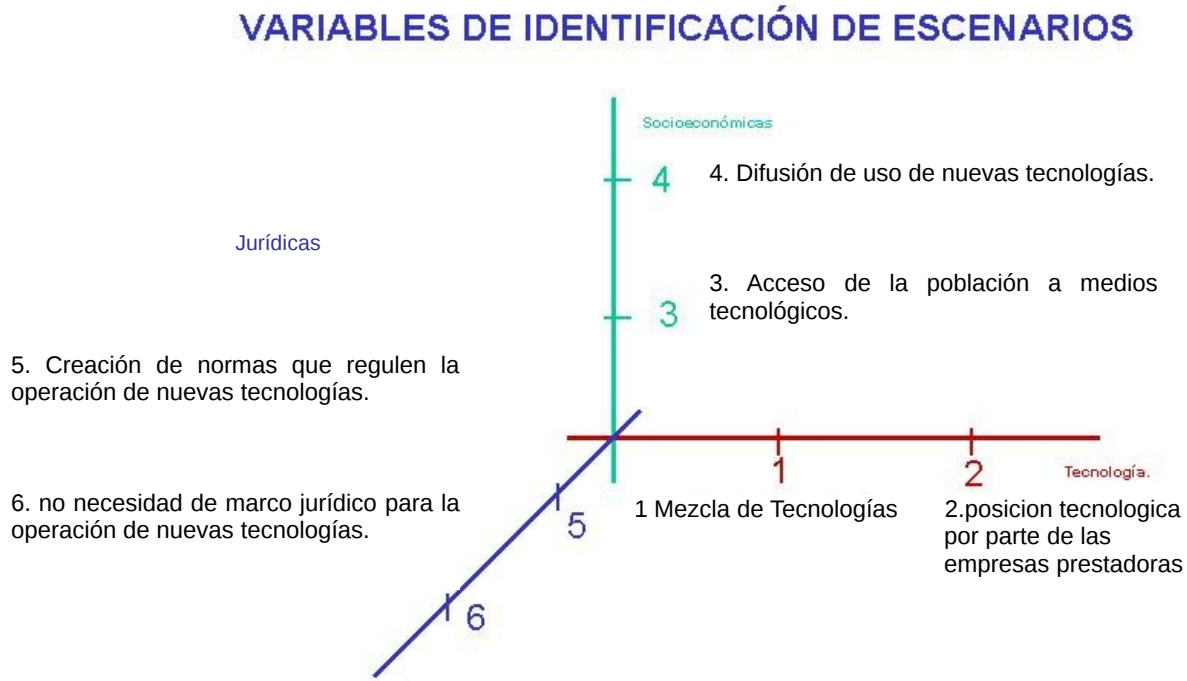 VARIABLES DE IDENTIFICACIÓN DE ESCENARIOS
Socioeconómicas
4
4. Difusión de uso de nuevas tecnologías.
Jurídicas
3. Acceso de la población a medios
tecnológicos.
3
5. Creación de normas que regulen la
operación de nuevas tecnologías.
1
2
Tecnología.
6. no necesidad de marco jurídico para la
operación de nuevas tecnologías.
5
1 Mezcla de Tecnologías
2.posicion tecnologica
por parte de las
empresas prestadoras
6